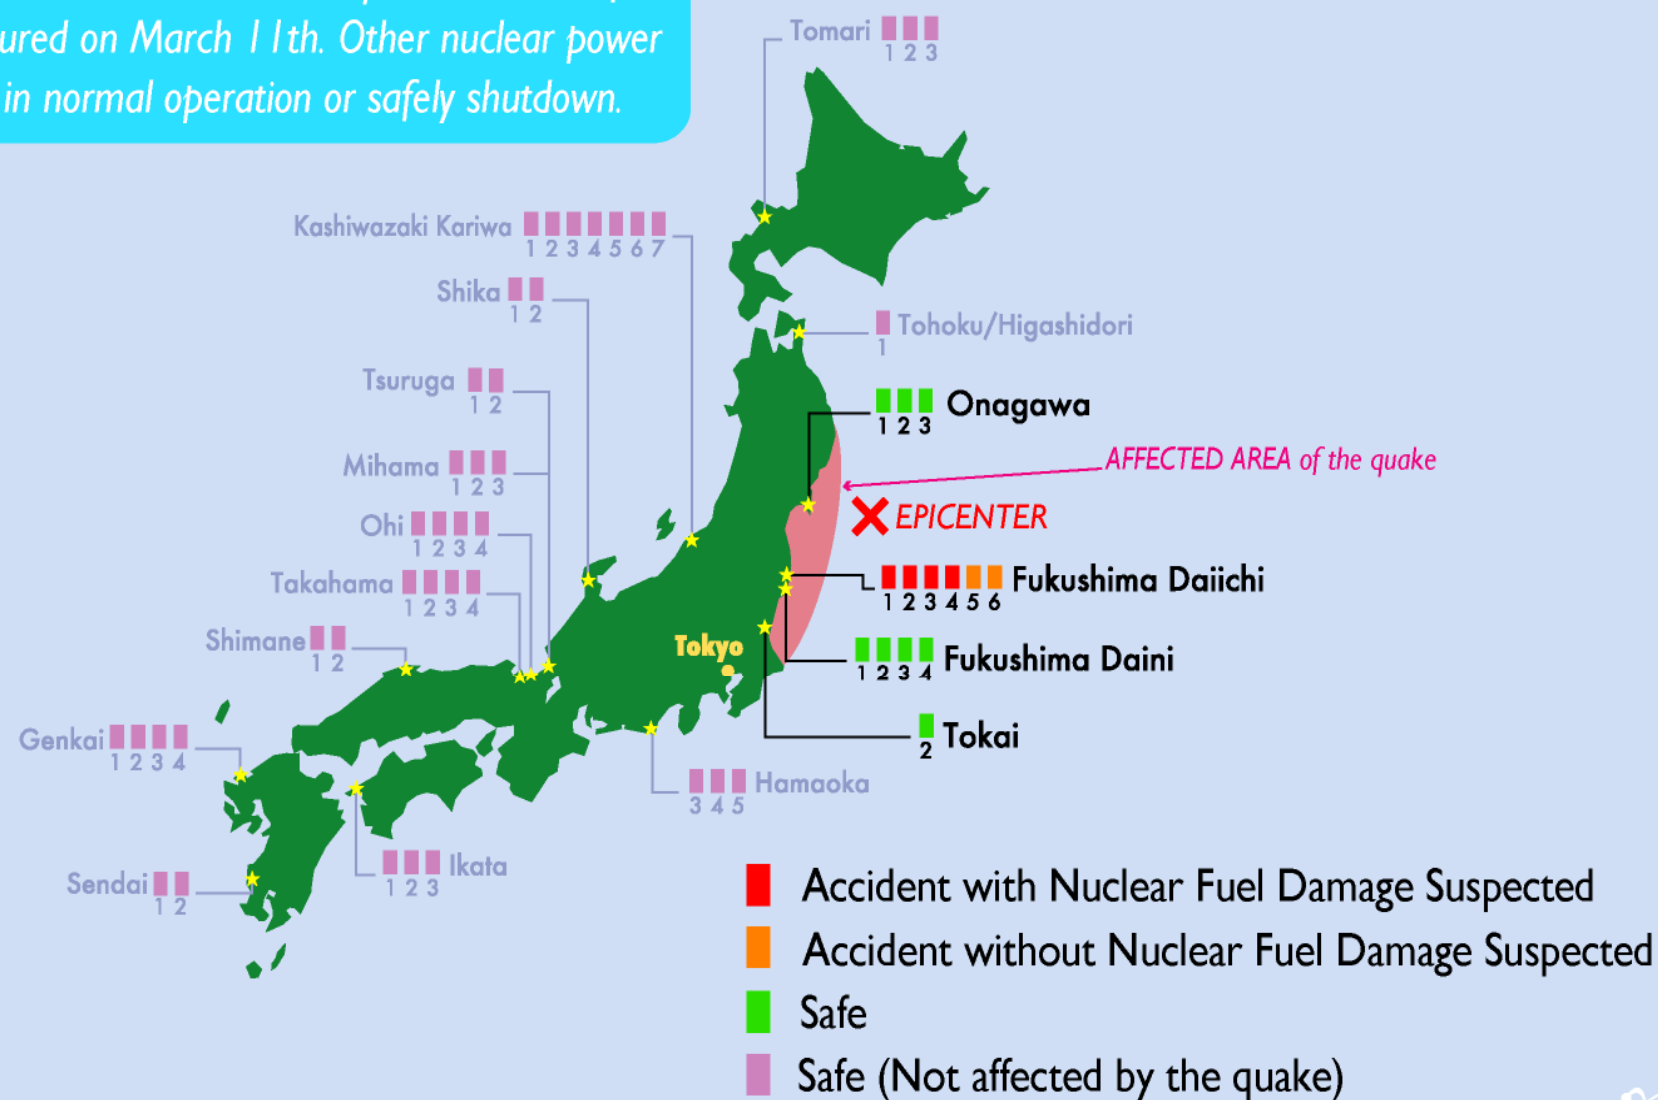 ured on March 11th. Other nuclear power
in normal operation or safely shutdown.
Tomari
1 2 3
Kashiwazaki Kariwa
1 2 3 4 5 6 7
Shika
1 2
Tohoku/Higashidori
1
Tsuruga
1 2
Onagawa
1 2 3
Mihama
1 2 3
AFFECTED AREA of the quake
EPICENTER
Ohi
1 2 3 4
Takahama
1 2 3 4
Fukushima Daiichi
1 2 3 4 5 6
Shimane
1 2
Tokyo
Fukushima Daini
1 2 3 4
Genkai
1 2 3 4
Tokai
2
Hamaoka
3 4 5
Ikata
1 2 3
Sendai
1 2
Accident with Nuclear Fuel Damage Suspected
Accident without Nuclear Fuel Damage Suspected
Safe
Safe (Not affected by the quake)